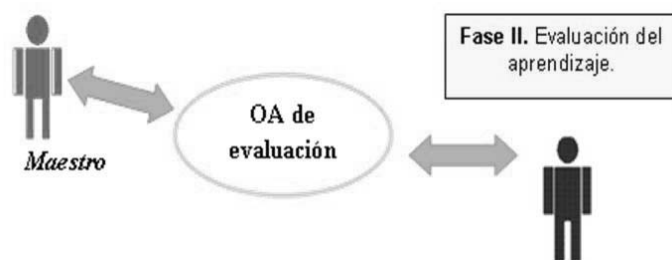 Fase II. Evaluación del
aprendizaje.
OA de
evaluación
Maestro